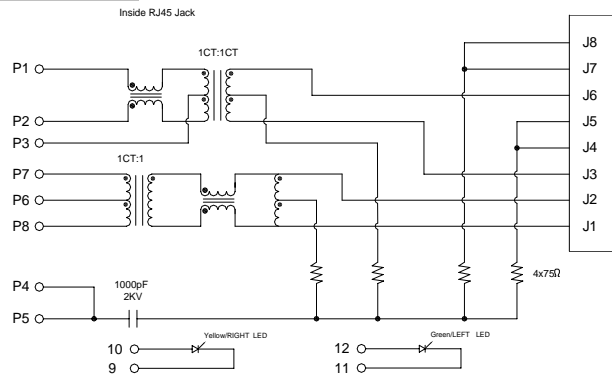 Inside RJ45 Jack
1CT:1CT
P1
P2
P3
1CT:1
P7
P6
P8
P4
P5
1000pF
2KV
4x75Ω
J8
J7
J6
J5
J4
J3
J2
J1
Yellow/RIGHT LED
10
9
Green/LEFT LED
12
11